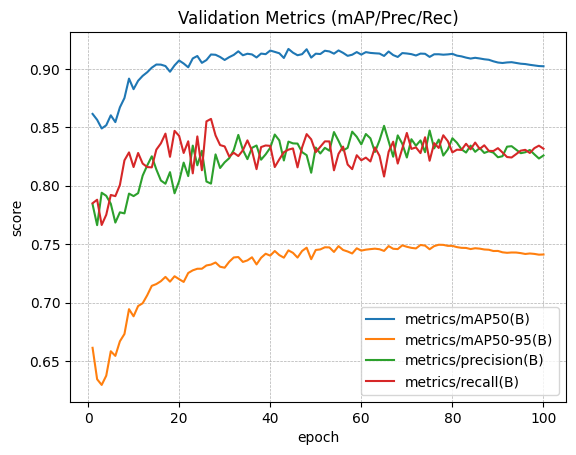 Validation Metrics (mAP/Prec/Rec)
score
0.90
0.85
0.80
0.75
0.70
0.65
metrics/mAP50(B)
metrics/mAP50-95(B)
metrics/precision(B)
metrics/recall(B)
0 20 40 60 80 100
epoch